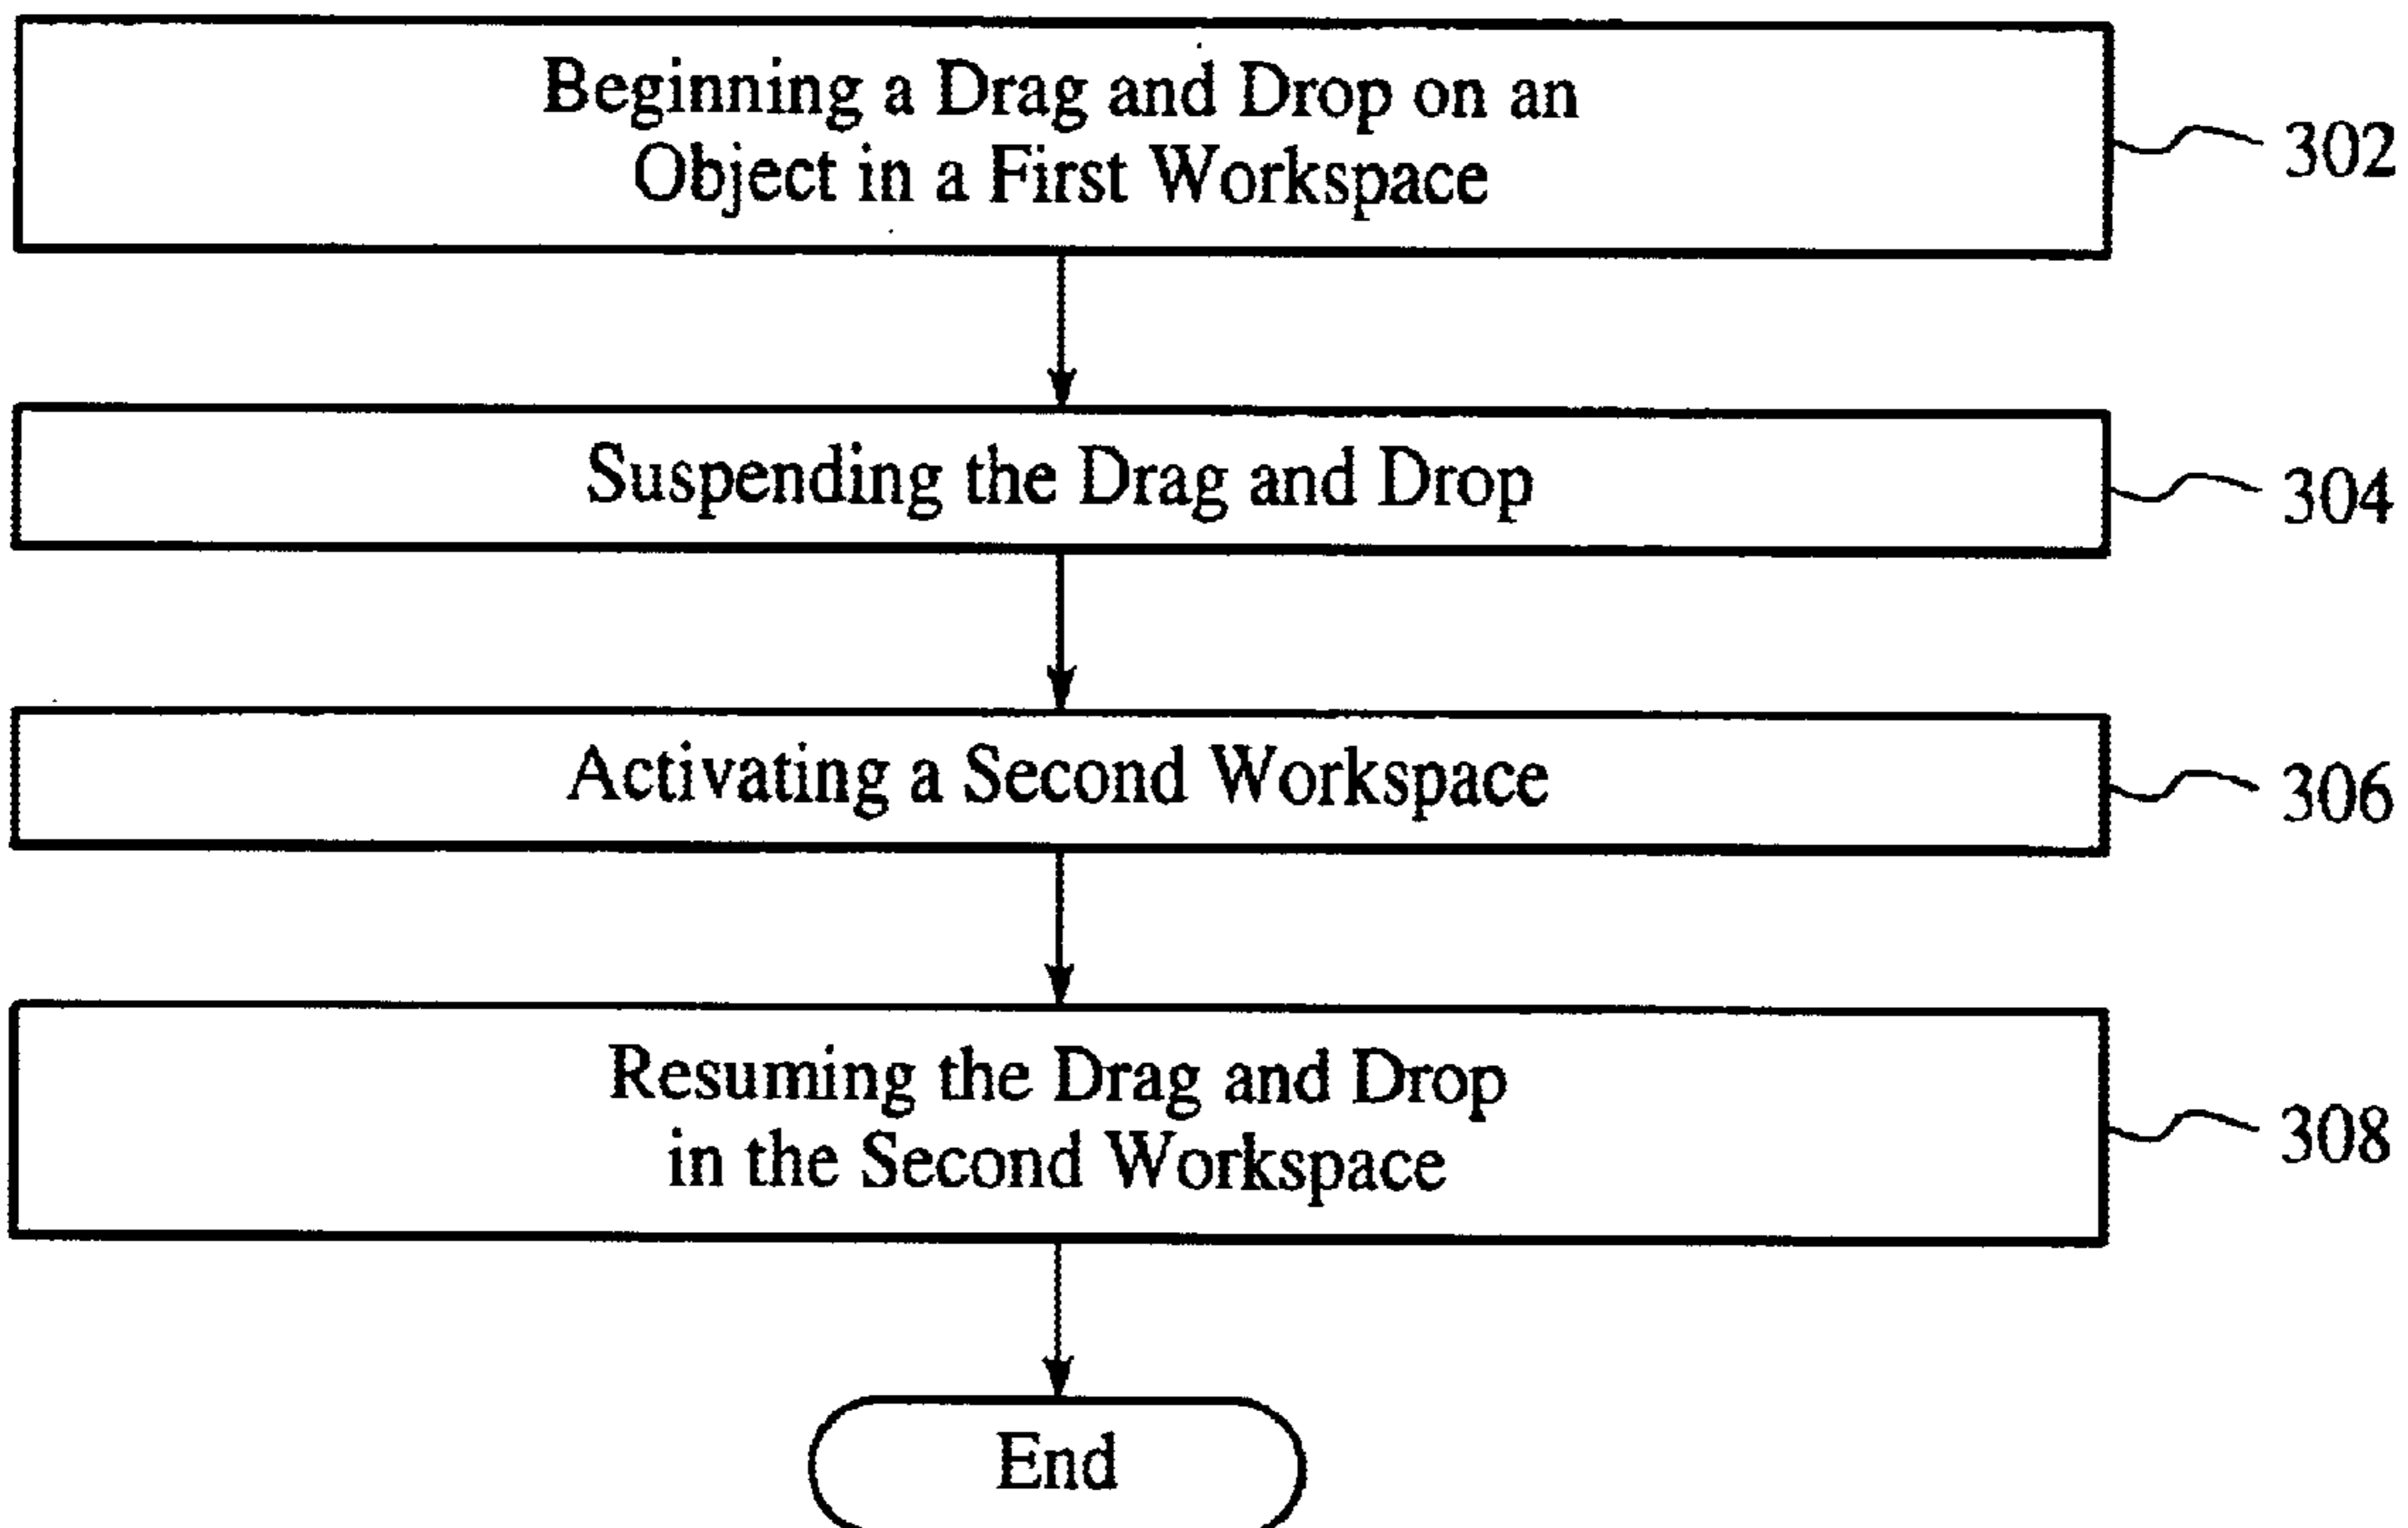 Beginning a Drag and Drop on an
Object in a First Workspace
302
Suspending the Drag and Drop
304
Activating a Second Workspace
306
Resuming the Drag and Drop
in the Second Workspace
308
End